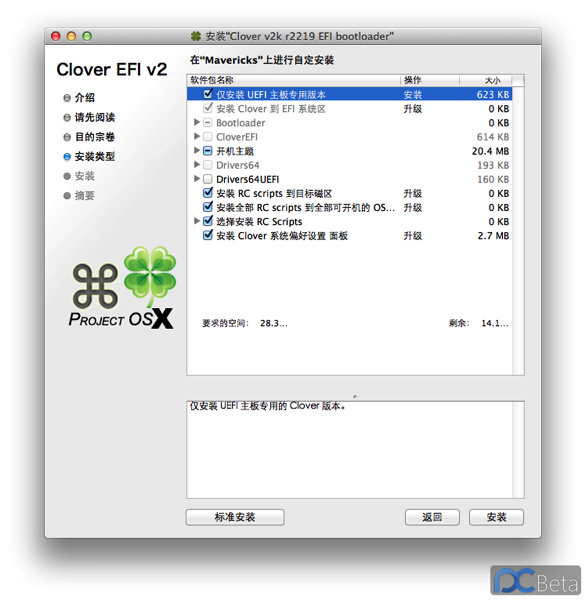 安装“Clover v2k r2219 EFI bootloader”
Clover EFI v2
介绍
请先阅读
目的宗卷
安装类型
安装
摘要
PROJECT OSX
在“Mavericks”上进行自定安装
软件包名称 操作 大小
仅安装 UEFI 主板专用版本 安装 623 KB
安装 Clover 到 EFI 系统区 升级 0 KB
Bootloader 0 KB
CloverEFI 614 KB
开机主题 20.4 MB
Drivers64 193 KB
Drivers64UEFI 160 KB
安装 RC scripts 到目标磁区 升级 0 KB
安装全部 RC scripts 到全部可开机的 OS... 升级 0 KB
选择安装 RC Scripts 0 KB
安装 Clover 系统偏好设置 面板 升级 2.7 MB
要求的空间： 28.3... 剩余： 14.1...
仅安装 UEFI 主板专用的 Clover 版本。
标准安装 返回 安装
PCBeta